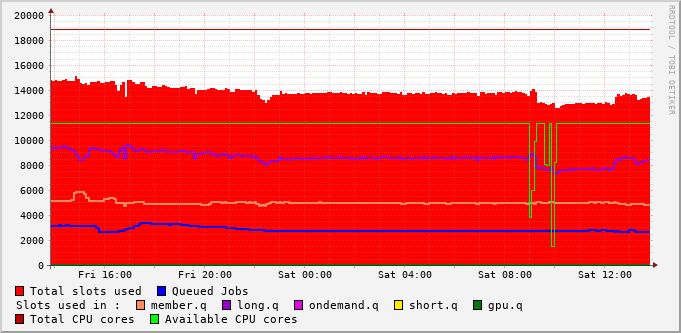 20000
18000
16000
14000
12000
10000
8000
6000
4000
2000
0
Fri 16:00 Fri 20:00 Sat 00:00 Sat 04:00 Sat 08:00 Sat 12:00
Total slots used Queued Jobs
Slots used in : member.q long.q ondemand.q short.q gpu.q
Total CPU cores Available CPU cores
RRDTOOL / TOBI OETIKER